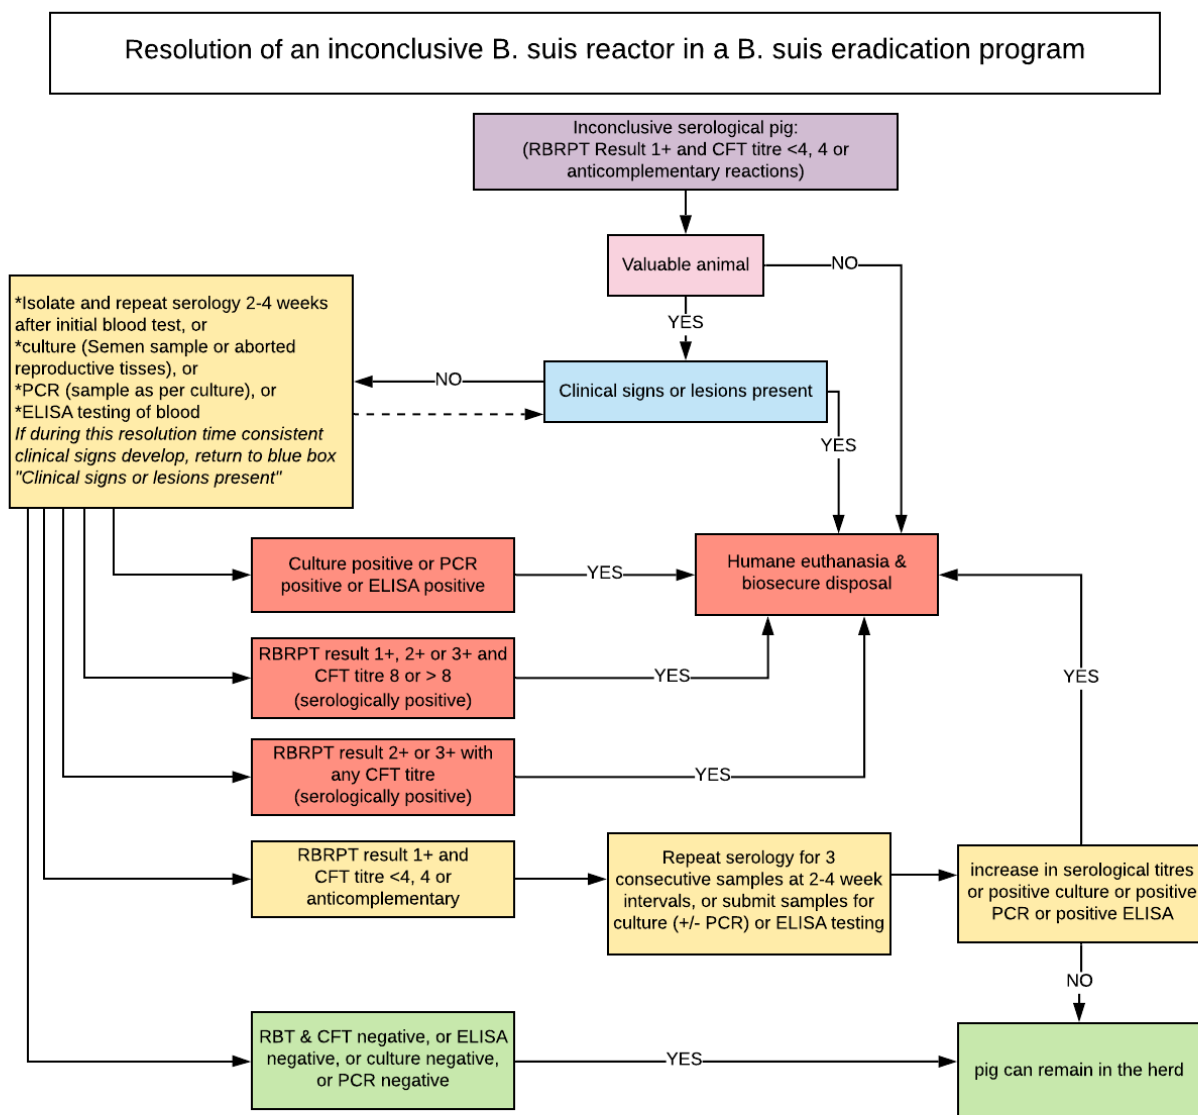 Resolution of an inconclusive B. suis reactor in a B. suis eradication program
Inconclusive serological pig:
(RBRPT Result 1+ and CFT titre <4, 4 or
anticomplementary reactions)
Valuable animal
NO
YES
*Isolate and repeat serology 2-4 weeks
after initial blood test, or
*culture (Semen sample or aborted
reproductive tisses), or
*PCR (sample as per culture), or
*ELISA testing of blood
If during this resolution time consistent
clinical signs develop, return to blue box
"Clinical signs or lesions present"
NO
Clinical signs or lesions present
YES
Culture positive or PCR
positive or ELISA positive
YES
Humane euthanasia &
biosecure disposal
RBRPT result 1+, 2+ or 3+ and
CFT titre 8 or > 8
(serologically positive)
YES
YES
RBRPT result 2+ or 3+ with
any CFT titre
(serologically positive)
YES
RBRPT result 1+ and
CFT titre <4, 4 or
anticomplementary
Repeat serology for 3
consecutive samples at 2-4 week
intervals, or submit samples for
culture (+/- PCR) or ELISA testing
increase in serological titres
or positive culture or positive
PCR or positive ELISA
NO
RBT & CFT negative, or ELISA
negative, or culture negative,
or PCR negative
YES
pig can remain in the herd